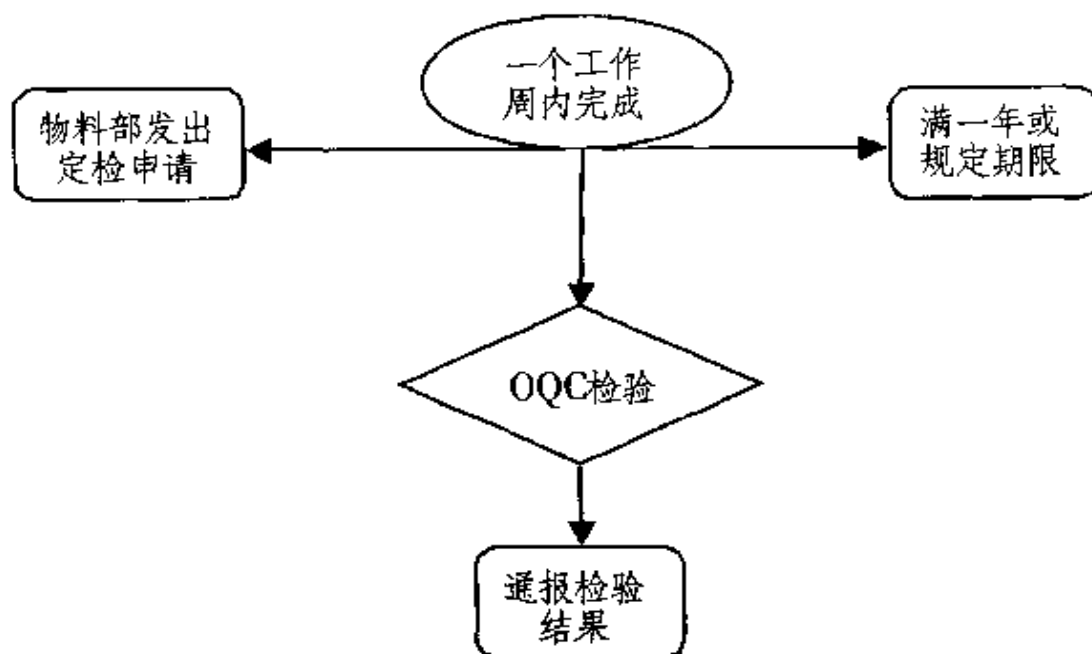 一个工作
周内完成
物料部发出
定检申请
满一年或
规定期限
OQC检验
通报检验
结果